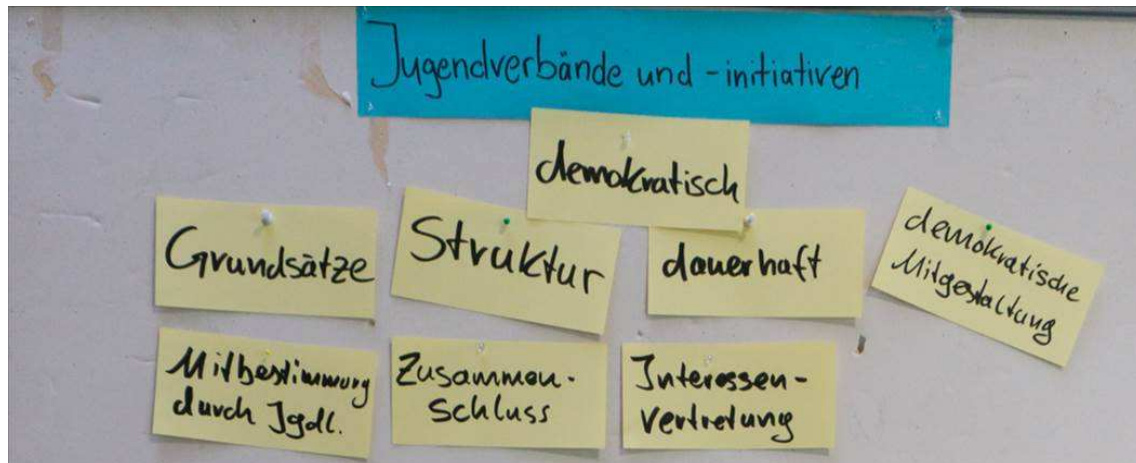 Jugendverbände und -initiativen
demokratisch
Grundsätze
Struktur
dauerhaft
demokratische
Mitgestaltung
Mitbestimmung
durch Jgdl.
Zusammen-
schluss
Interessen-
vertretung